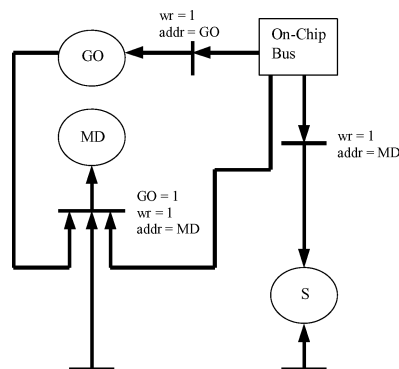 wr = 1
addr = GO
On-Chip
Bus
GO
MD
wr = 1
addr = MD
GO = 1
wr = 1
addr = MD
S